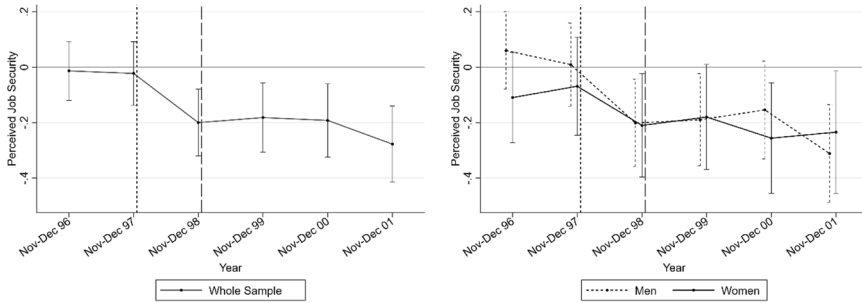 .2
0
-.2
-.4
Perceived Job Security
Nov-Dec 96
Nov-Dec 97
Nov-Dec 98
Nov-Dec 99
Nov-Dec 00
Nov-Dec 01
Year
Whole Sample
.2
0
-.2
-.4
Perceived Job Security
Nov-Dec 96
Nov-Dec 97
Nov-Dec 98
Nov-Dec 99
Nov-Dec 00
Nov-Dec 01
Year
Men Women